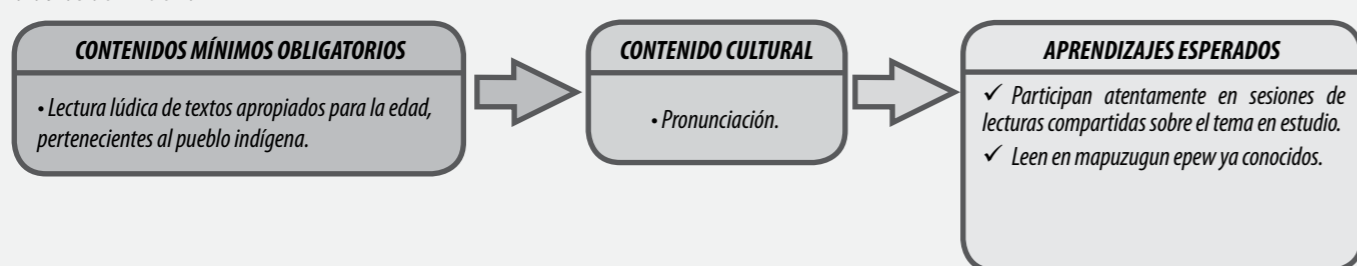 CONTENIDOS MÍNIMOS OBLIGATORIOS
• Lectura lúdica de textos apropiados para la edad,
pertenecientes al pueblo indígena.
CONTENIDO CULTURAL
• Pronunciación.
APRENDIZAJES ESPERADOS
✓ Participan atentamente en sesiones de
lecturas compartidas sobre el tema en estudio.
✓ Leen en mapuzugun epew ya conocidos.